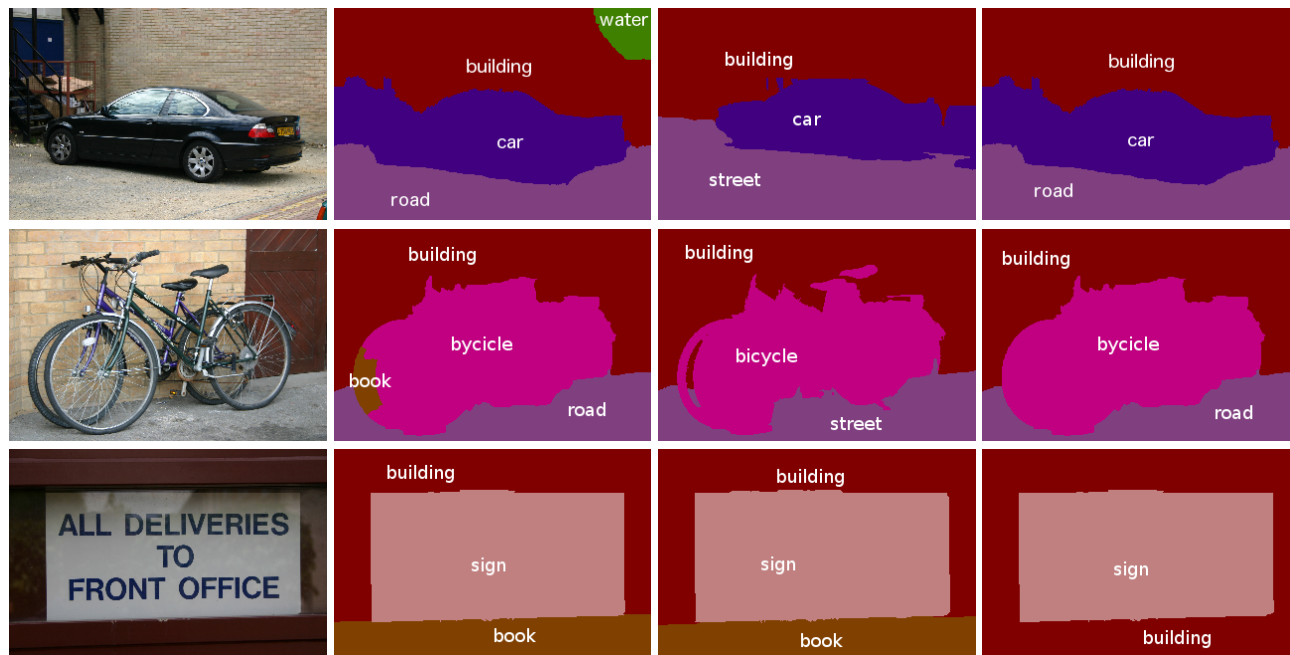 water
building
car
road
building
car
street
building
car
road
building
bycicle
book
road
building
bicycle
street
building
bycicle
road
ALL DELIVERIES
TO
FRONT OFFICE
building
sign
book
building
sign
book
sign
building